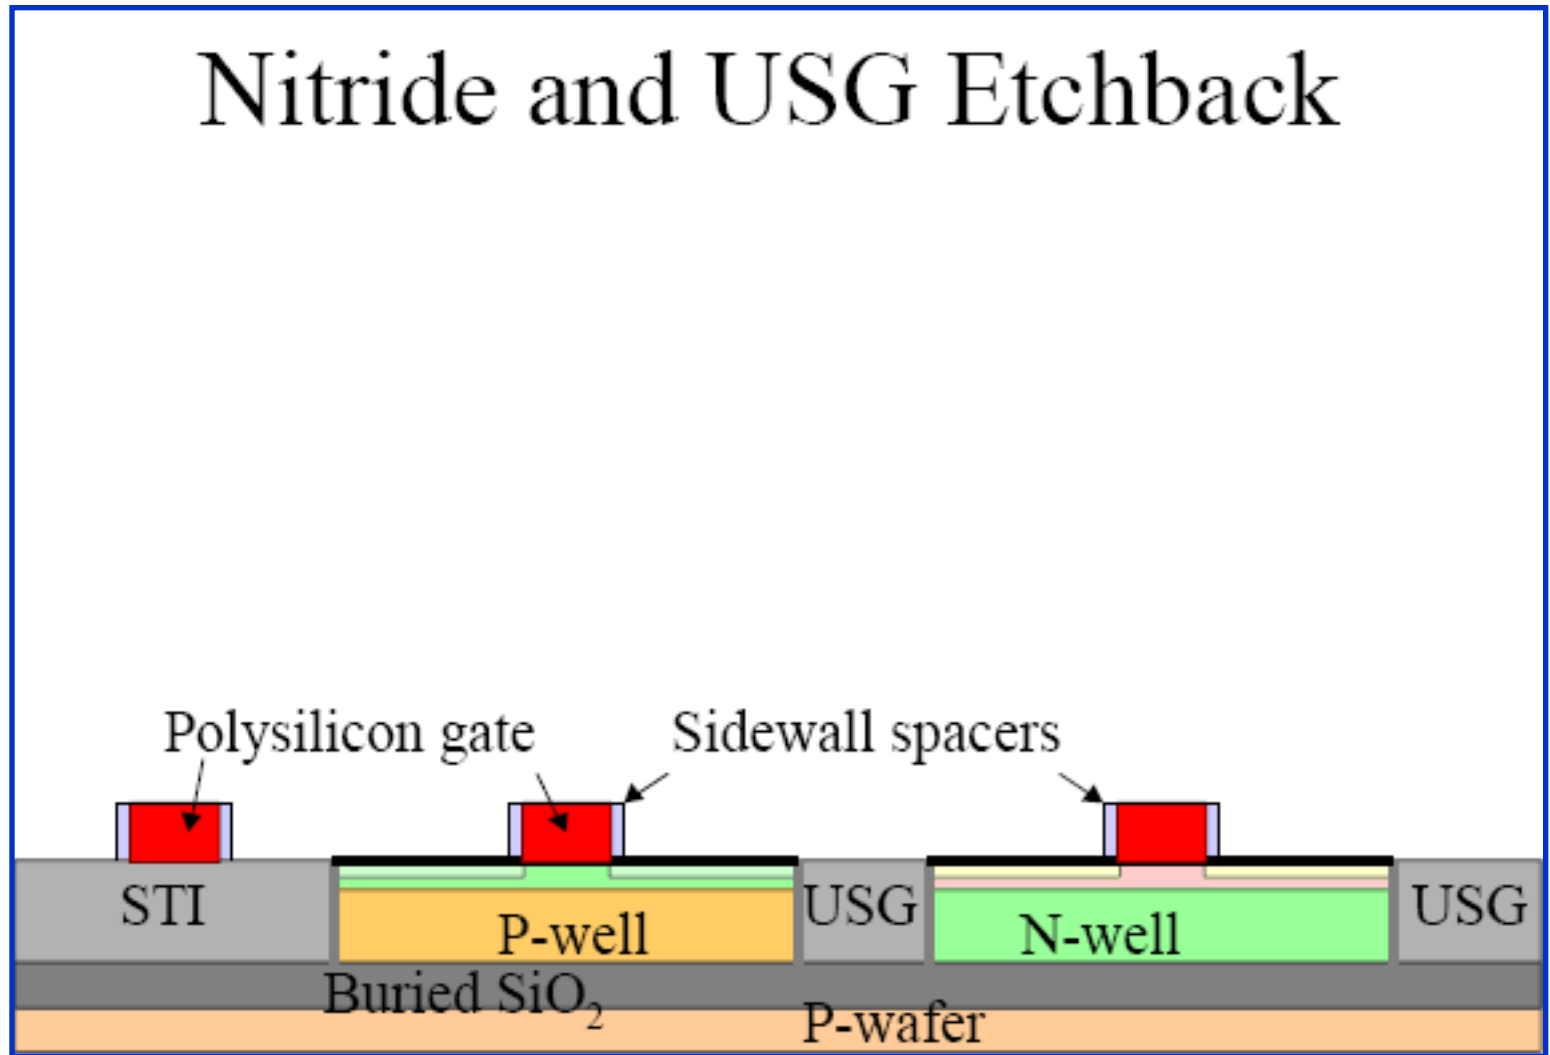 Nitride and USG Etchback
Polysilicon gate
Sidewall spacers
STI
P-well
USG
N-well
USG
Buried SiO₂
P-wafer